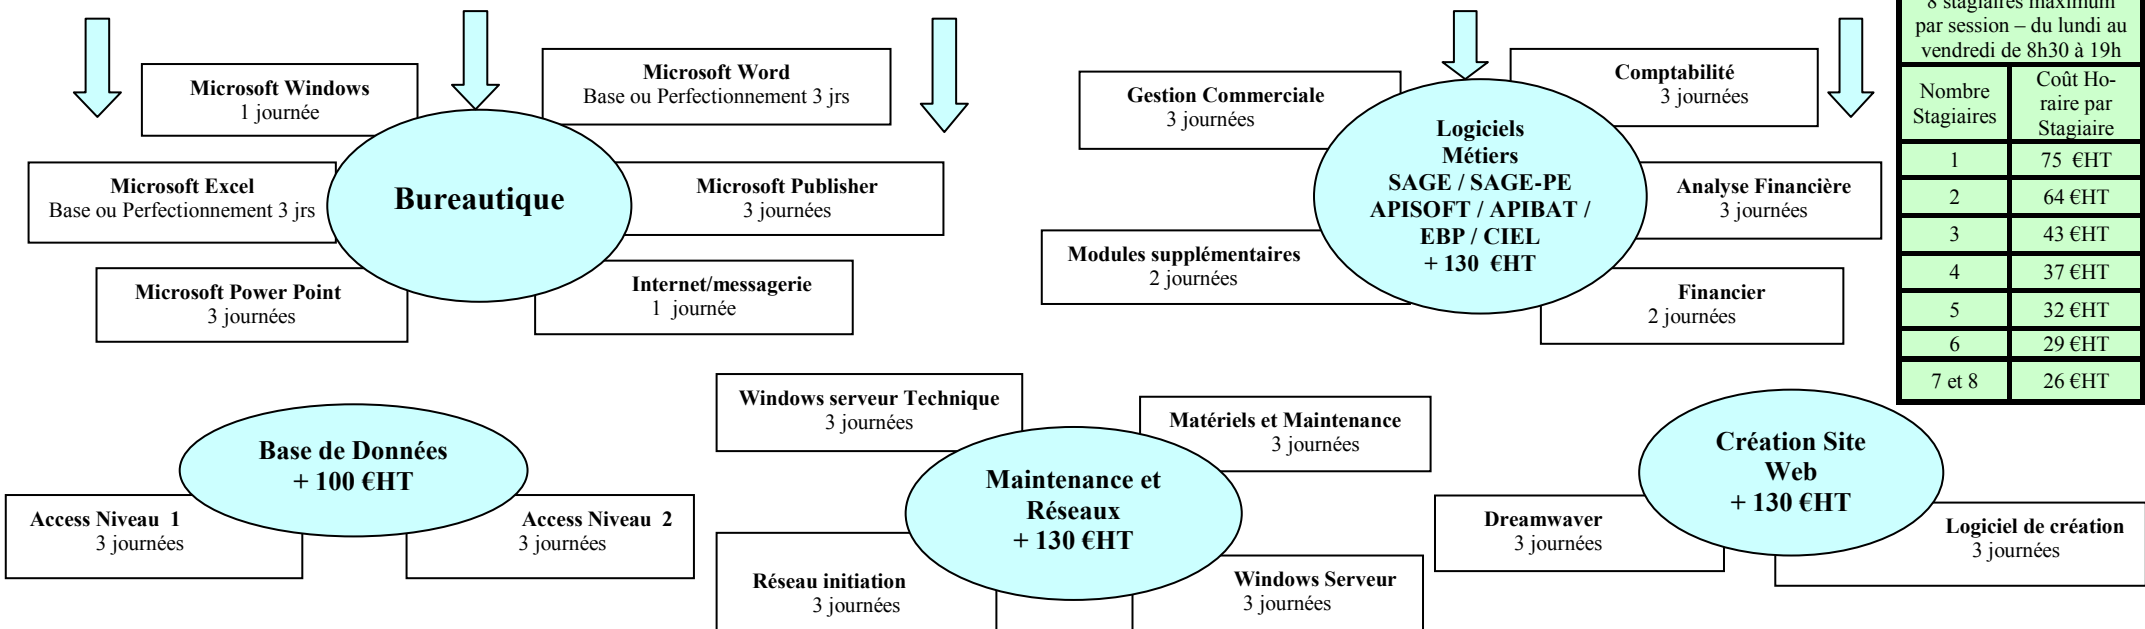 Microsoft Windows
1 journée
Microsoft Word
Base ou Perfectionnement 3 jrs
Microsoft Excel
Base ou Perfectionnement 3 jrs
Bureautique
Microsoft Publisher
3 journées
Microsoft Power Point
3 journées
Internet/messagerie
1 journée
Gestion Commerciale
3 journées
Comptabilité
3 journées
Logiciels
Métiers
SAGE / SAGE-PE
APISOFT / APIBAT /
EBP / CIEL
+ 130 €HT
Analyse Financière
3 journées
Modules supplémentaires
2 journées
Financier
2 journées
8 stagiaires maximum
par session – du lundi au
vendredi de 8h30 à 19h
Nombre
Stagiaires
Coût Ho-
raire par
Stagiaire
1 75 €HT
2 64 €HT
3 43 €HT
4 37 €HT
5 32 €HT
6 29 €HT
7 et 8 26 €HT
Base de Données
+ 100 €HT
Access Niveau 1
3 journées
Access Niveau 2
3 journées
Windows serveur Technique
3 journées
Matériels et Maintenance
3 journées
Maintenance et
Réseaux
+ 130 €HT
Réseau initiation
3 journées
Windows Serveur
3 journées
Création Site
Web
+ 130 €HT
Dreamwaver
3 journées
Logiciel de création
3 journées